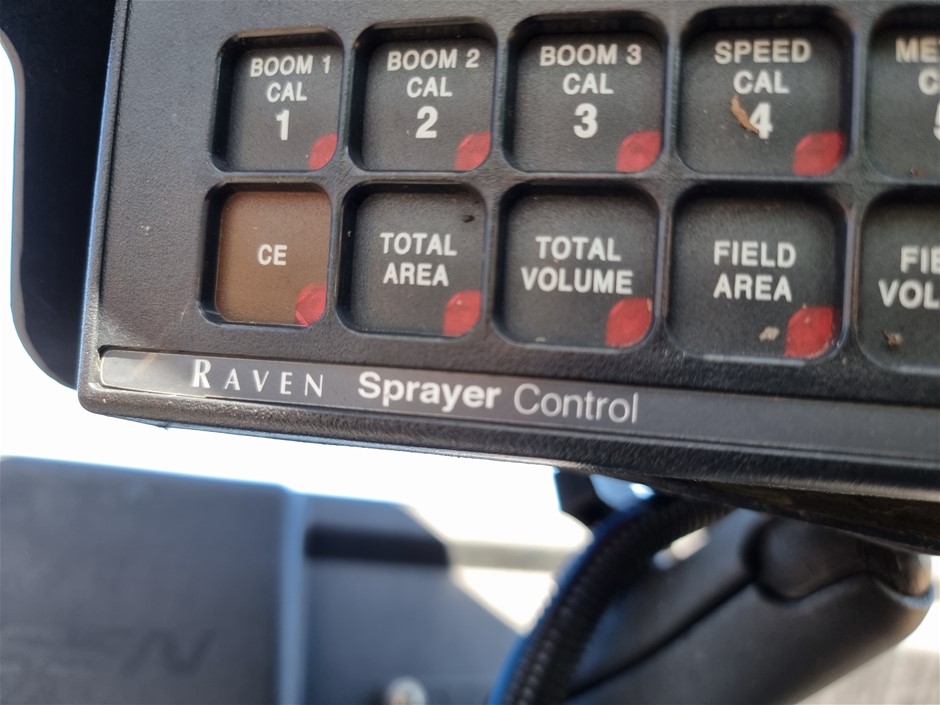 BOOM 1
CAL
1
BOOM 2
CAL
2
BOOM 3
CAL
3
SPEED
CAL
4
CE
TOTAL
AREA
TOTAL
VOLUME
FIELD
AREA
RAVEN Sprayer Control